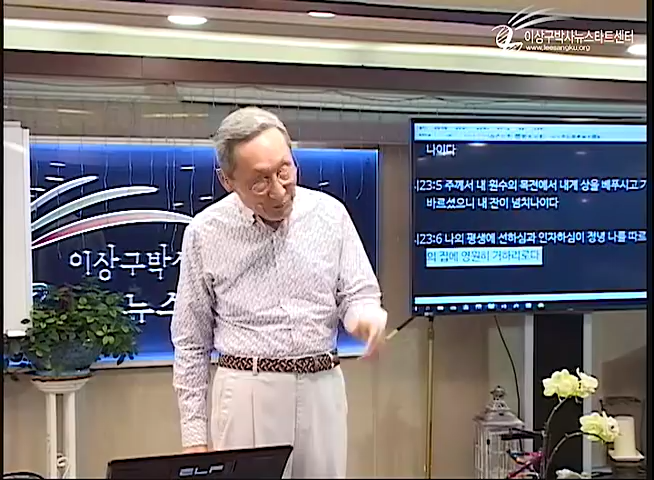 이상구박사뉴스타트센터
www.leesangku.org
나이다
23:5 주께서 내 원수의 목전에서 내게 상을 베푸시고 기
바르셨으니 내 잔이 넘치나이다
23:6 나의 평생에 선하심과 인자하심이 정녕 나를 따르
의 집에 영원히 거하리로다
이상구박
ELP